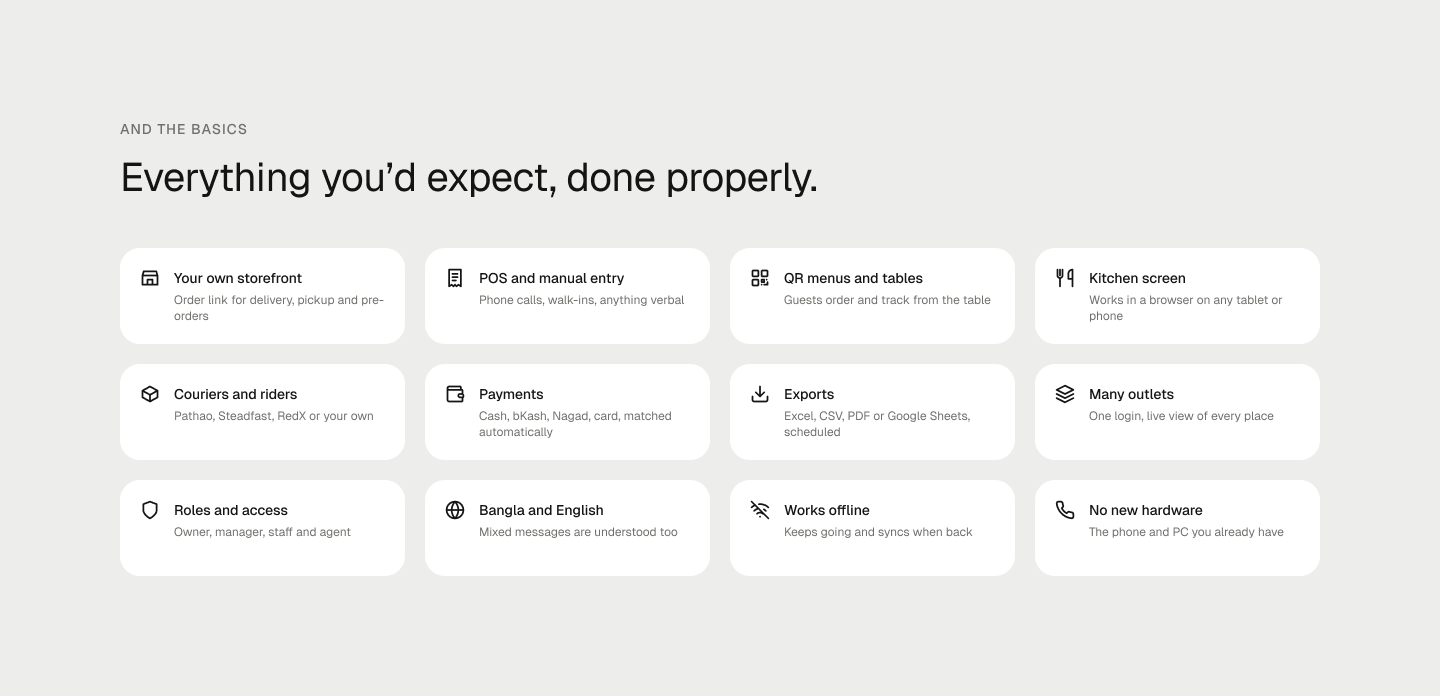 AND THE BASICS
Everything you’d expect, done properly.
Your own storefront
Order link for delivery, pickup and pre-
orders
POS and manual entry
Phone calls, walk-ins, anything verbal
QR menus and tables
Guests order and track from the table
Kitchen screen
Works in a browser on any tablet or
phone
Couriers and riders
Pathao, Steadfast, RedX or your own
Payments
Cash, bKash, Nagad, card, matched
automatically
Exports
Excel, CSV, PDF or Google Sheets,
scheduled
Many outlets
One login, live view of every place
Roles and access
Owner, manager, staff and agent
Bangla and English
Mixed messages are understood too
Works offline
Keeps going and syncs when back
No new hardware
The phone and PC you already have